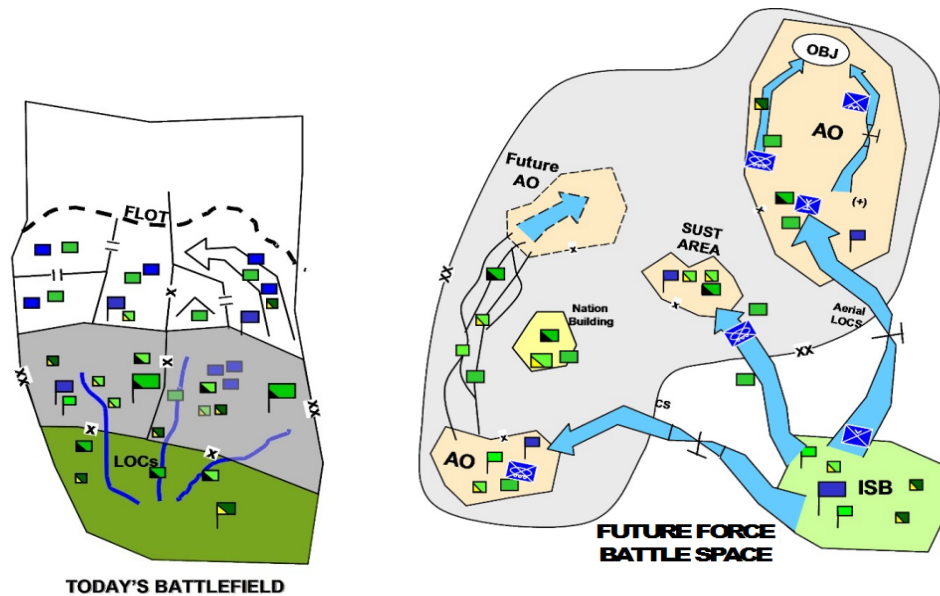 FLOT
X
XX
XX
X
X
LOCs
TODAY'S BATTLEFIELD
OBJ
AO
(+)
x
Future
AO
x
XX
SUST
AREA
x
Nation
Building
Aerial
LOCS
XX
CS
x
AO
ISB
FUTURE FORCE
BATTLE SPACE